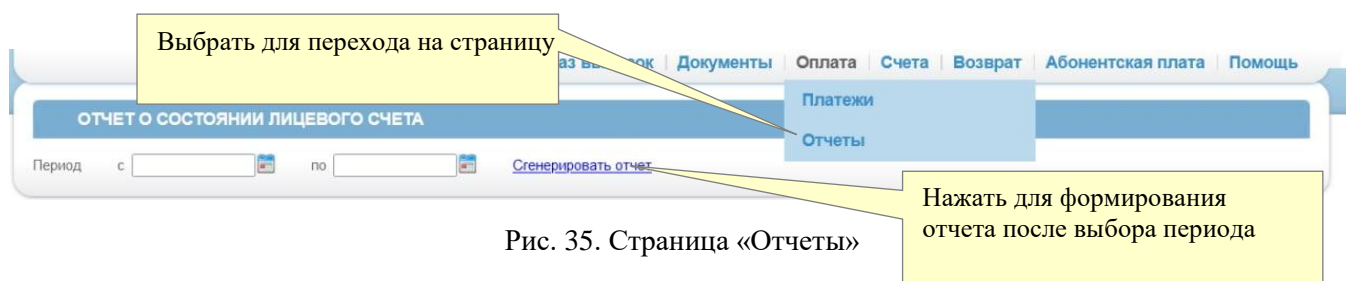 Выбрать для перехода на страницу
Документы Оплата Счета Возврат Абонентская плата Помощь
Платежи
ОТЧЕТ О СОСТОЯНИИ ЛИЦЕВОГО СЧЕТА
Отчеты
Период с по Сгенерировать отчет
Нажать для формирования
отчета после выбора периода
Рис. 35. Страница «Отчеты»